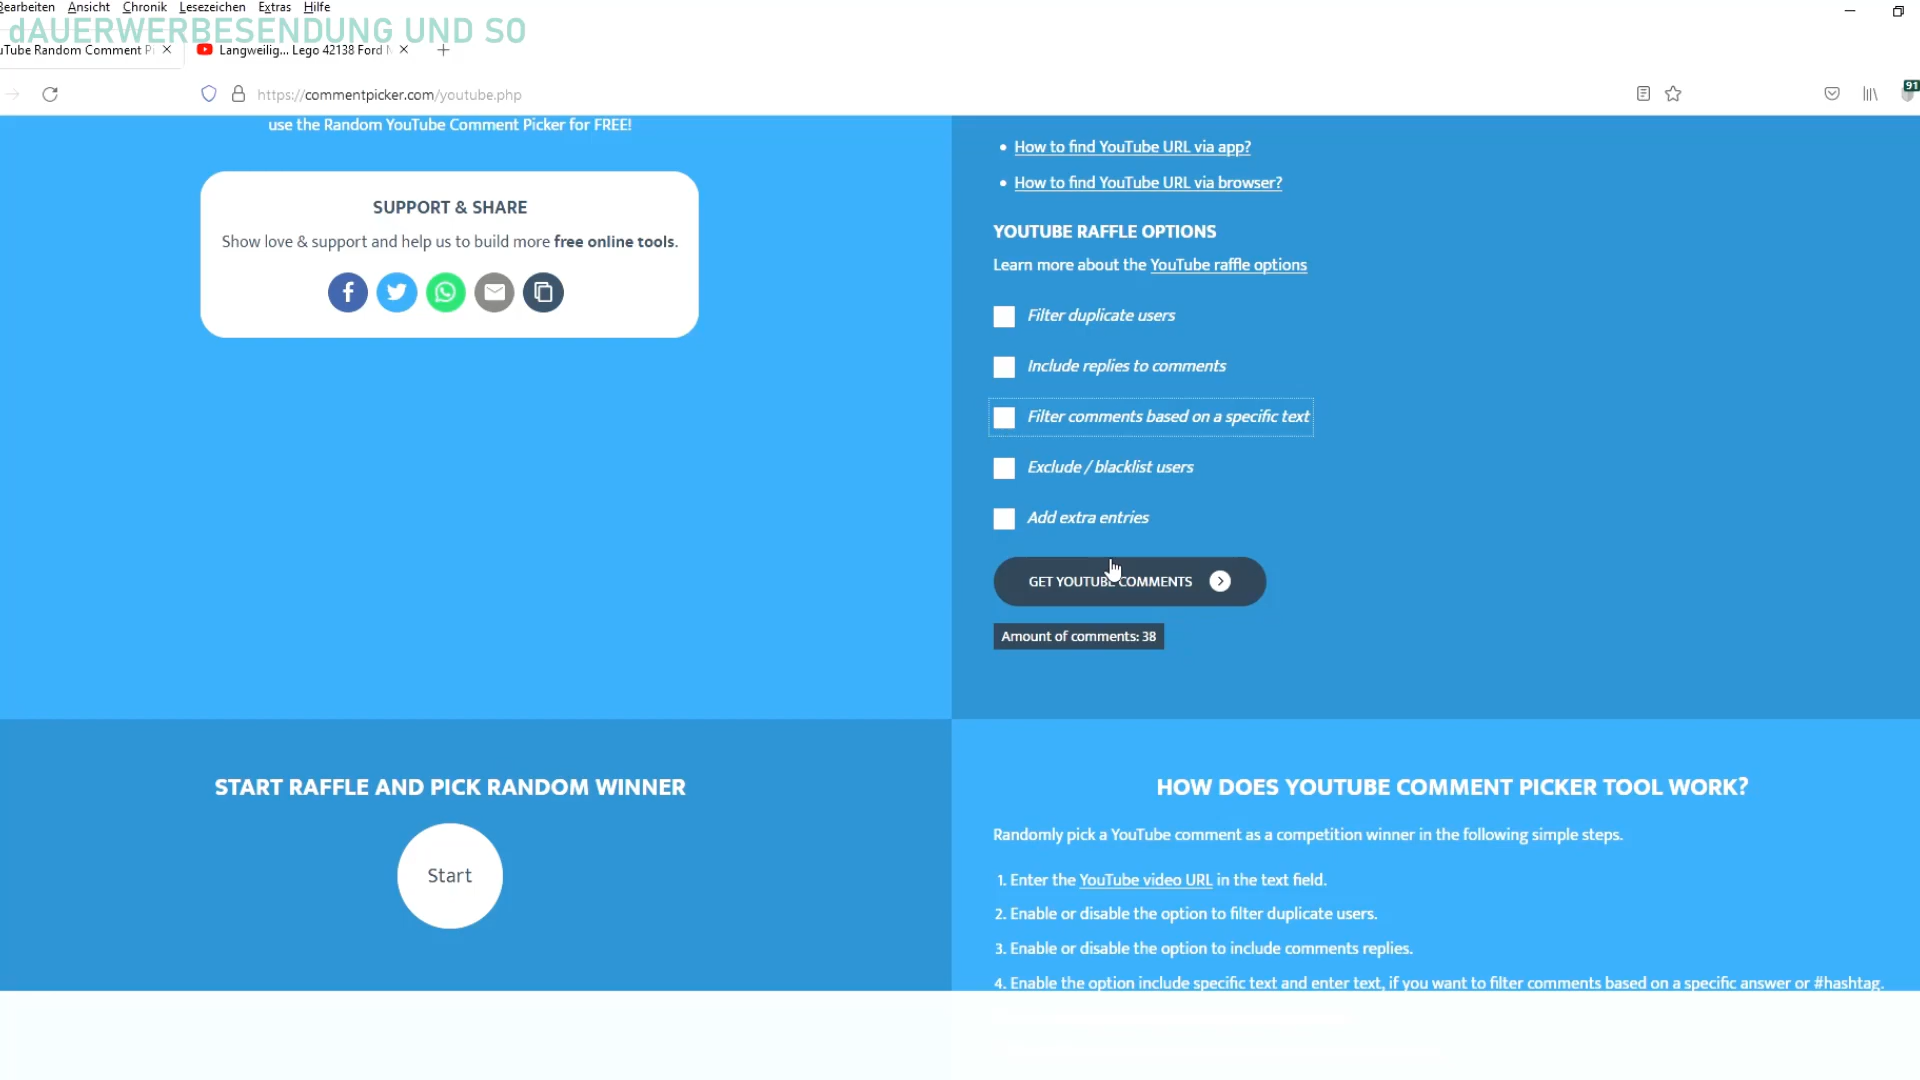 Bearbeiten Ansicht Chronik Lesezeichen Extras Hilfe
dAUERWERBESENDUNG UND SO
uTube Random Comment P
Langweilig... Lego 42138 Ford
https://commentpicker.com/youtube.php
91
use the Random YouTube Comment Picker for FREE!
SUPPORT & SHARE
Show love & support and help us to build more free online tools.
How to find YouTube URL via app?
How to find YouTube URL via browser?
YOUTUBE RAFFLE OPTIONS
Learn more about the YouTube raffle options
Filter duplicate users
Include replies to comments
Filter comments based on a specific text
Exclude / blacklist users
Add extra entries
GET YOUTUBE COMMENTS
Amount of comments: 38
START RAFFLE AND PICK RANDOM WINNER
Start
HOW DOES YOUTUBE COMMENT PICKER TOOL WORK?
Randomly pick a YouTube comment as a competition winner in the following simple steps.
1. Enter the YouTube video URL in the text field.
2. Enable or disable the option to filter duplicate users.
3. Enable or disable the option to include comments replies.
4. Enable the option include specific text and enter text, if you want to filter comments based on a specific answer or #hashtag.